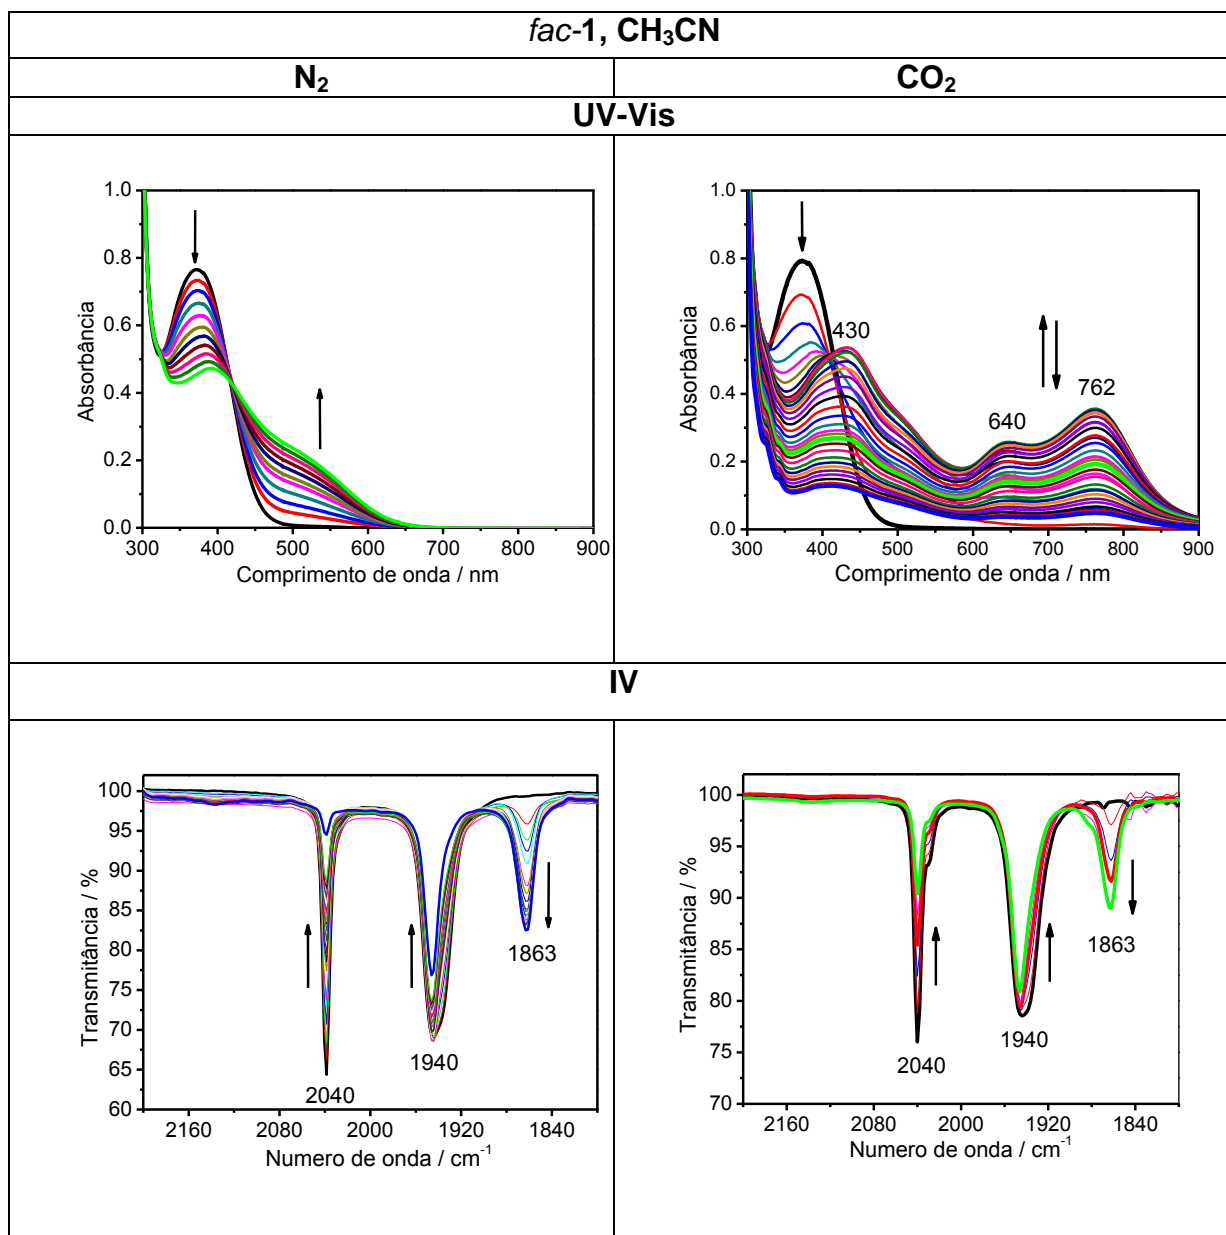 fac-1, CH₃CN
N₂ CO₂
UV-Vis
1.0
0.8
0.6
0.4
0.2
0.0
300 400 500 600 700 800 900
Absorbância
Comprimento de onda / nm
1.0
0.8
0.6
0.4
0.2
0.0
300 400 500 600 700 800 900
Absorbância
Comprimento de onda / nm
430
640
762
IV
100
95
90
85
80
75
70
65
60
2160 2080 2000 1920 1840
Transmitância / %
Numero de onda / cm⁻¹
2040
1940
1863
100
95
90
85
80
75
70
2160 2080 2000 1920 1840
Transmitância / %
Numero de onda / cm⁻¹
2040
1940
1863